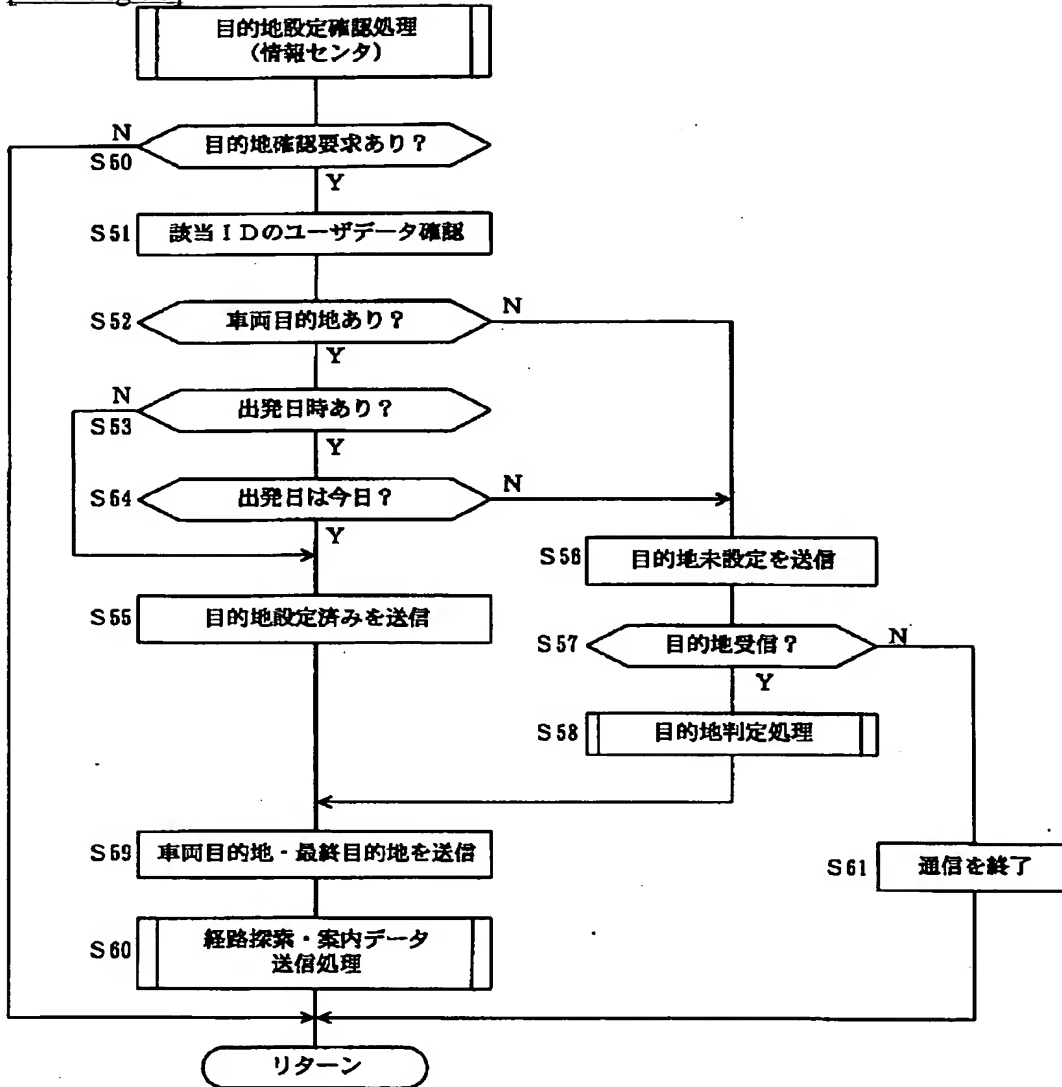 目的地設定確認処理
(情報センタ)
N
S50
目的地確認要求あり?
Y
S51
該当IDのユーザデータ確認
S52
車両目的地あり?
N
Y
N
S53
出発日時あり?
Y
S54
出発日は今日?
N
Y
S56
目的地未設定を送信
S55
目的地設定済みを送信
S57
目的地受信?
N
Y
S58
目的地判定処理
S59
車両目的地・最終目的地を送信
S61
通信を終了
S60
経路探索・案内データ
送信処理
リターン